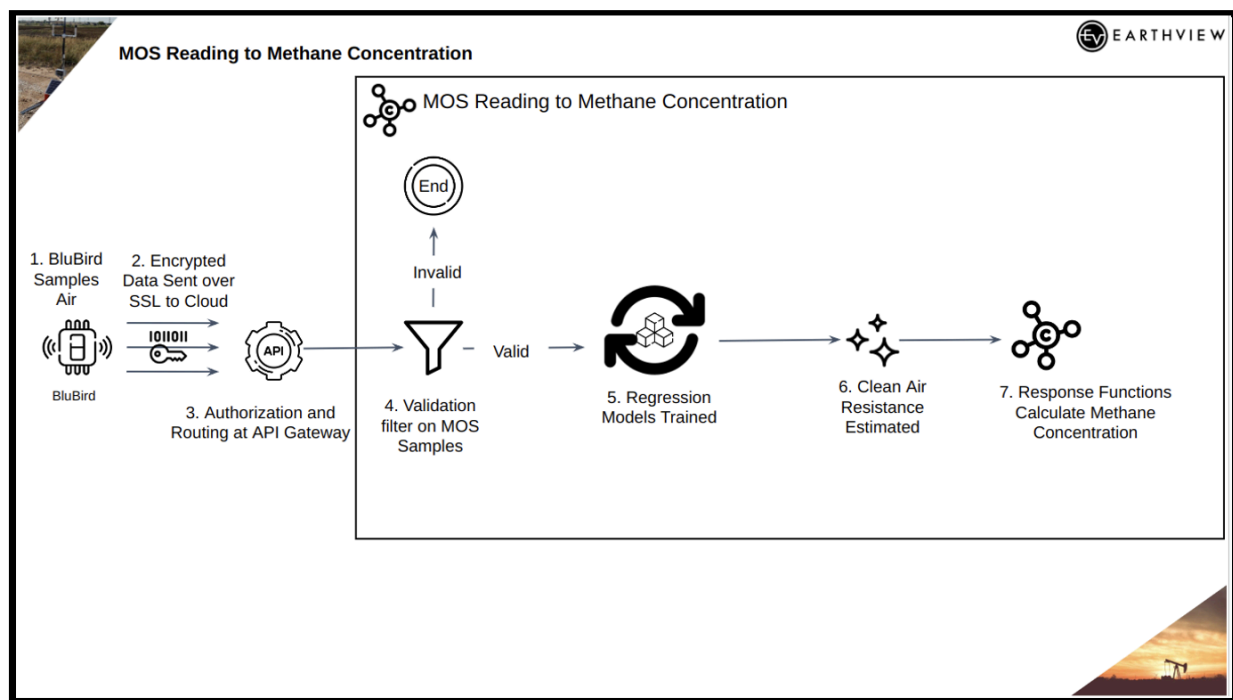 MOS Reading to Methane Concentration
EV EARTHVIEW
MOS Reading to Methane Concentration
End
Invalid
1. BluBird
Samples
Air
BluBird
2. Encrypted
Data Sent over
SSL to Cloud
1011011
API
3. Authorization and
Routing at API Gateway
4. Validation
filter on MOS
Samples
Valid
5. Regression
Models Trained
6. Clean Air
Resistance
Estimated
C
7. Response Functions
Calculate Methane
Concentration
C